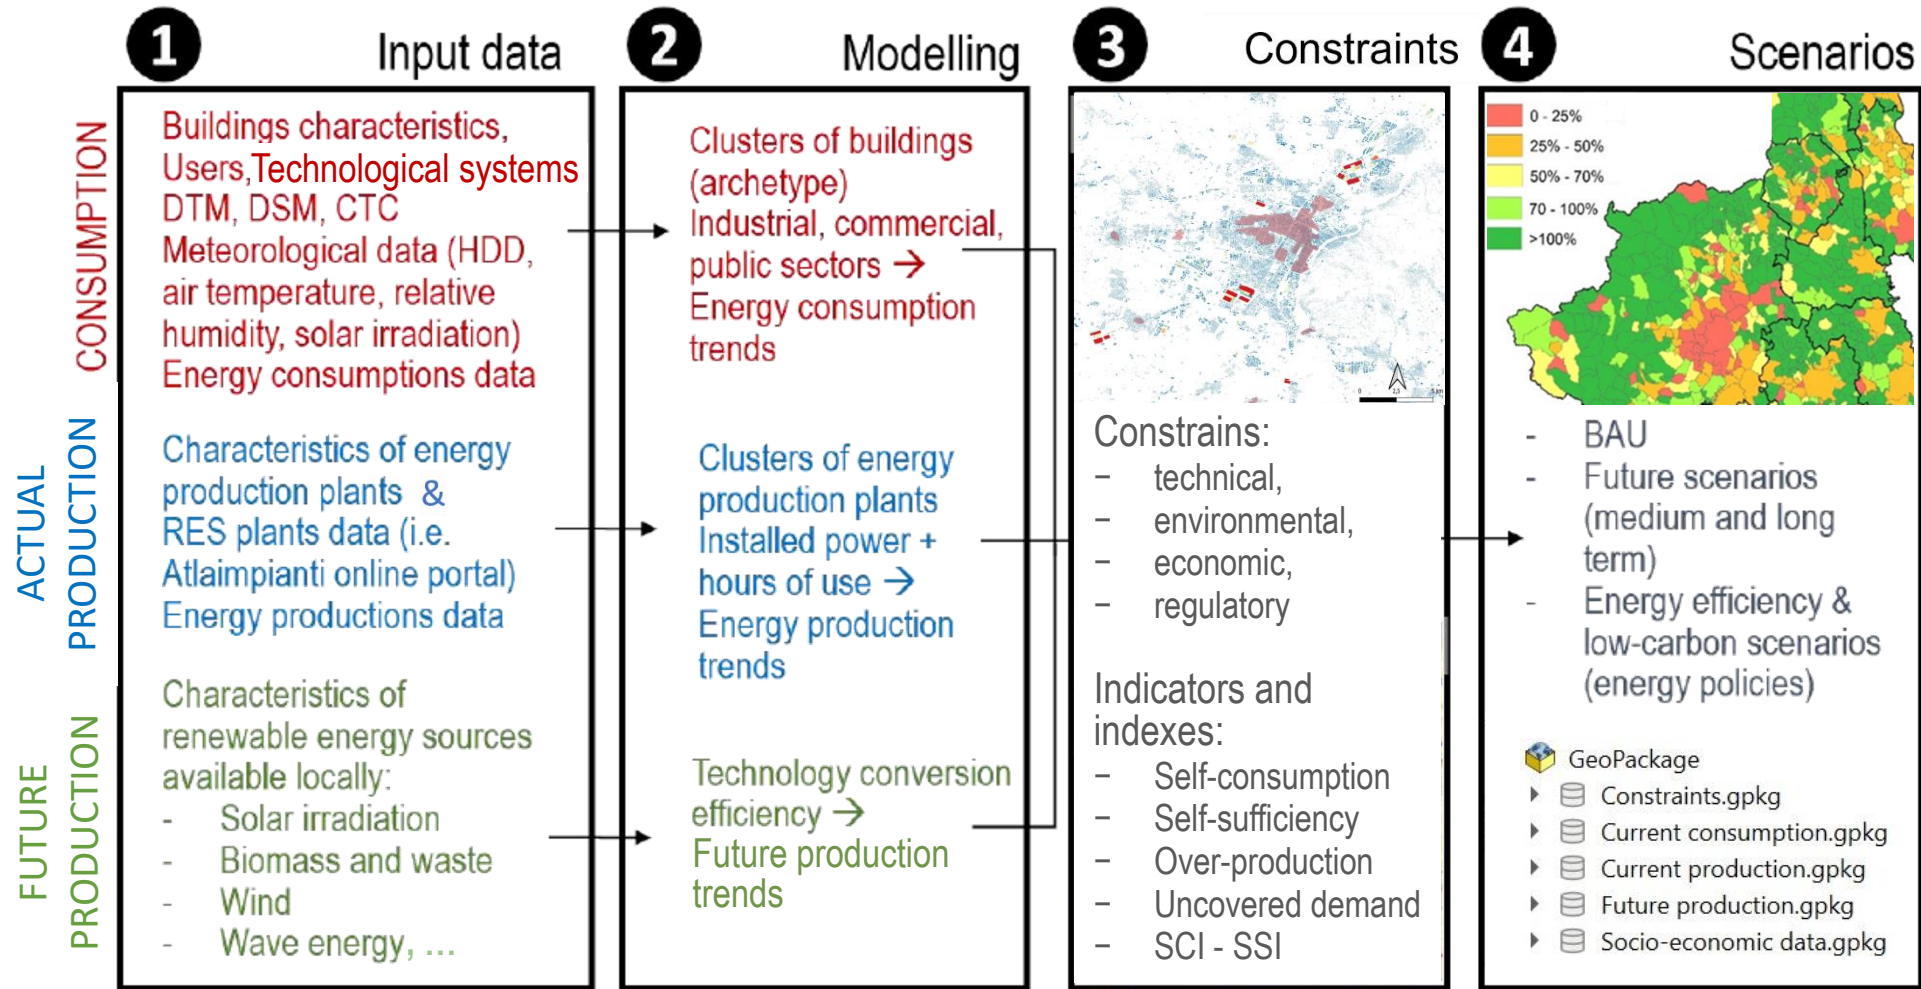 1 Input data
CONSUMPTION
Buildings characteristics,
Users,Technological systems
DTM, DSM, CTC
Meteorological data (HDD,
air temperature, relative
humidity, solar irradiation)
Energy consumptions data
ACTUAL
PRODUCTION
Characteristics of energy
production plants &
RES plants data (i.e.
Atlaimpianti online portal)
Energy productions data
FUTURE
PRODUCTION
Characteristics of
renewable energy sources
available locally:
- Solar irradiation
- Biomass and waste
- Wind
- Wave energy, ...
2 Modelling
Clusters of buildings
(archetype)
Industrial, commercial,
public sectors →
Energy consumption
trends
Clusters of energy
production plants
Installed power +
hours of use →
Energy production
trends
Technology conversion
efficiency →
Future production
trends
3 Constraints
0 2,5 5 km
Constrains:
– technical,
– environmental,
– economic,
– regulatory
Indicators and
indexes:
– Self-consumption
– Self-sufficiency
– Over-production
– Uncovered demand
– SCI - SSI
4 Scenarios
0 - 25%
25% - 50%
50% - 70%
70 - 100%
>100%
- BAU
- Future scenarios
(medium and long
term)
- Energy efficiency &
low-carbon scenarios
(energy policies)
GeoPackage
Constraints.gpkg
Current consumption.gpkg
Current production.gpkg
Future production.gpkg
Socio-economic data.gpkg